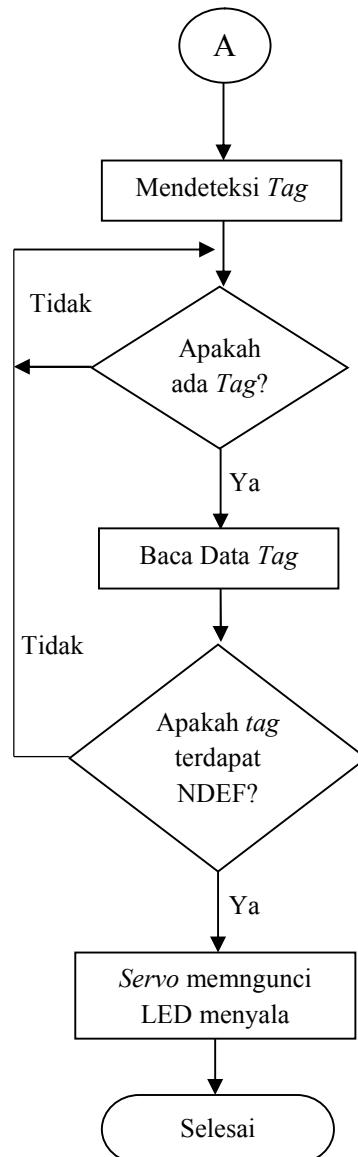 A
Mendeteksi Tag
Tidak
Apakah
ada Tag?
Ya
Baca Data Tag
Tidak
Apakah tag
terdapat
NDEF?
Ya
Servo memngunci
LED menyala
Selesai